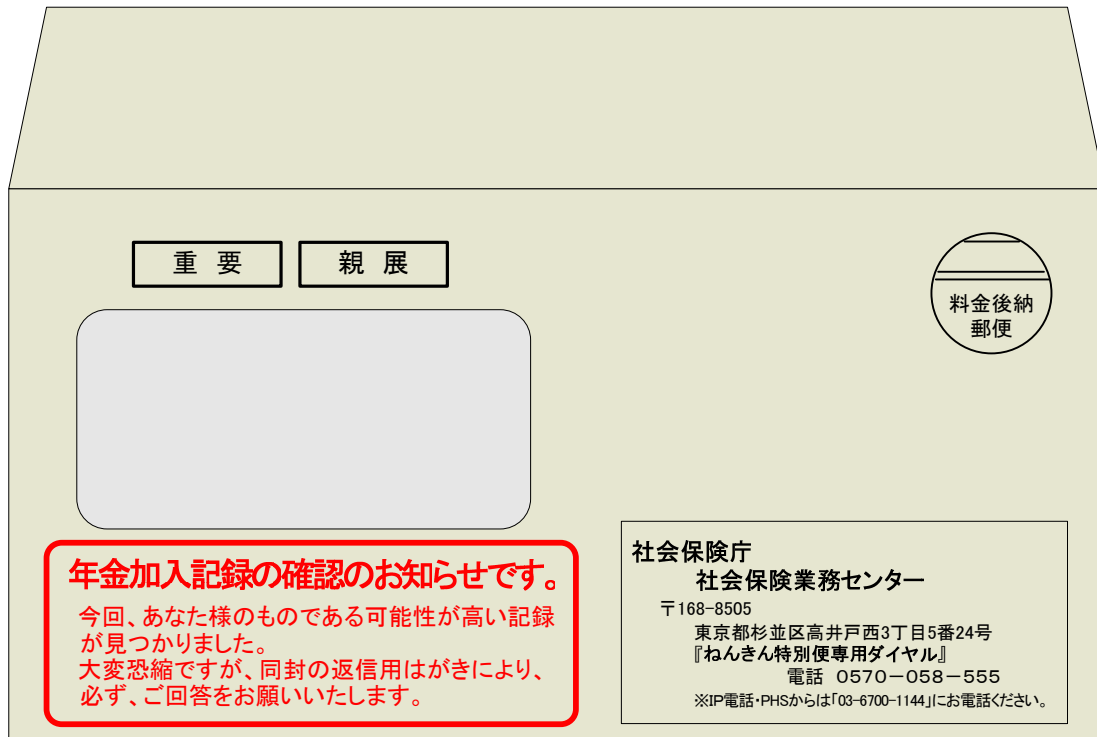 重 要
親 展
料金後納
郵便
年金加入記録の確認のお知らせです。
今回、あなた様のものである可能性が高い記録
が見つかりました。
大変恐縮ですが、同封の返信用はがきにより、
必ず、ご回答をお願いいたします。
社会保険庁
社会保険業務センター
〒168-8505
東京都杉並区高井戸西3丁目5番24号
『ねんきん特別便専用ダイヤル』
電話 0570-058-555
※IP電話・PHSからは「03-6700-1144」にお電話ください。